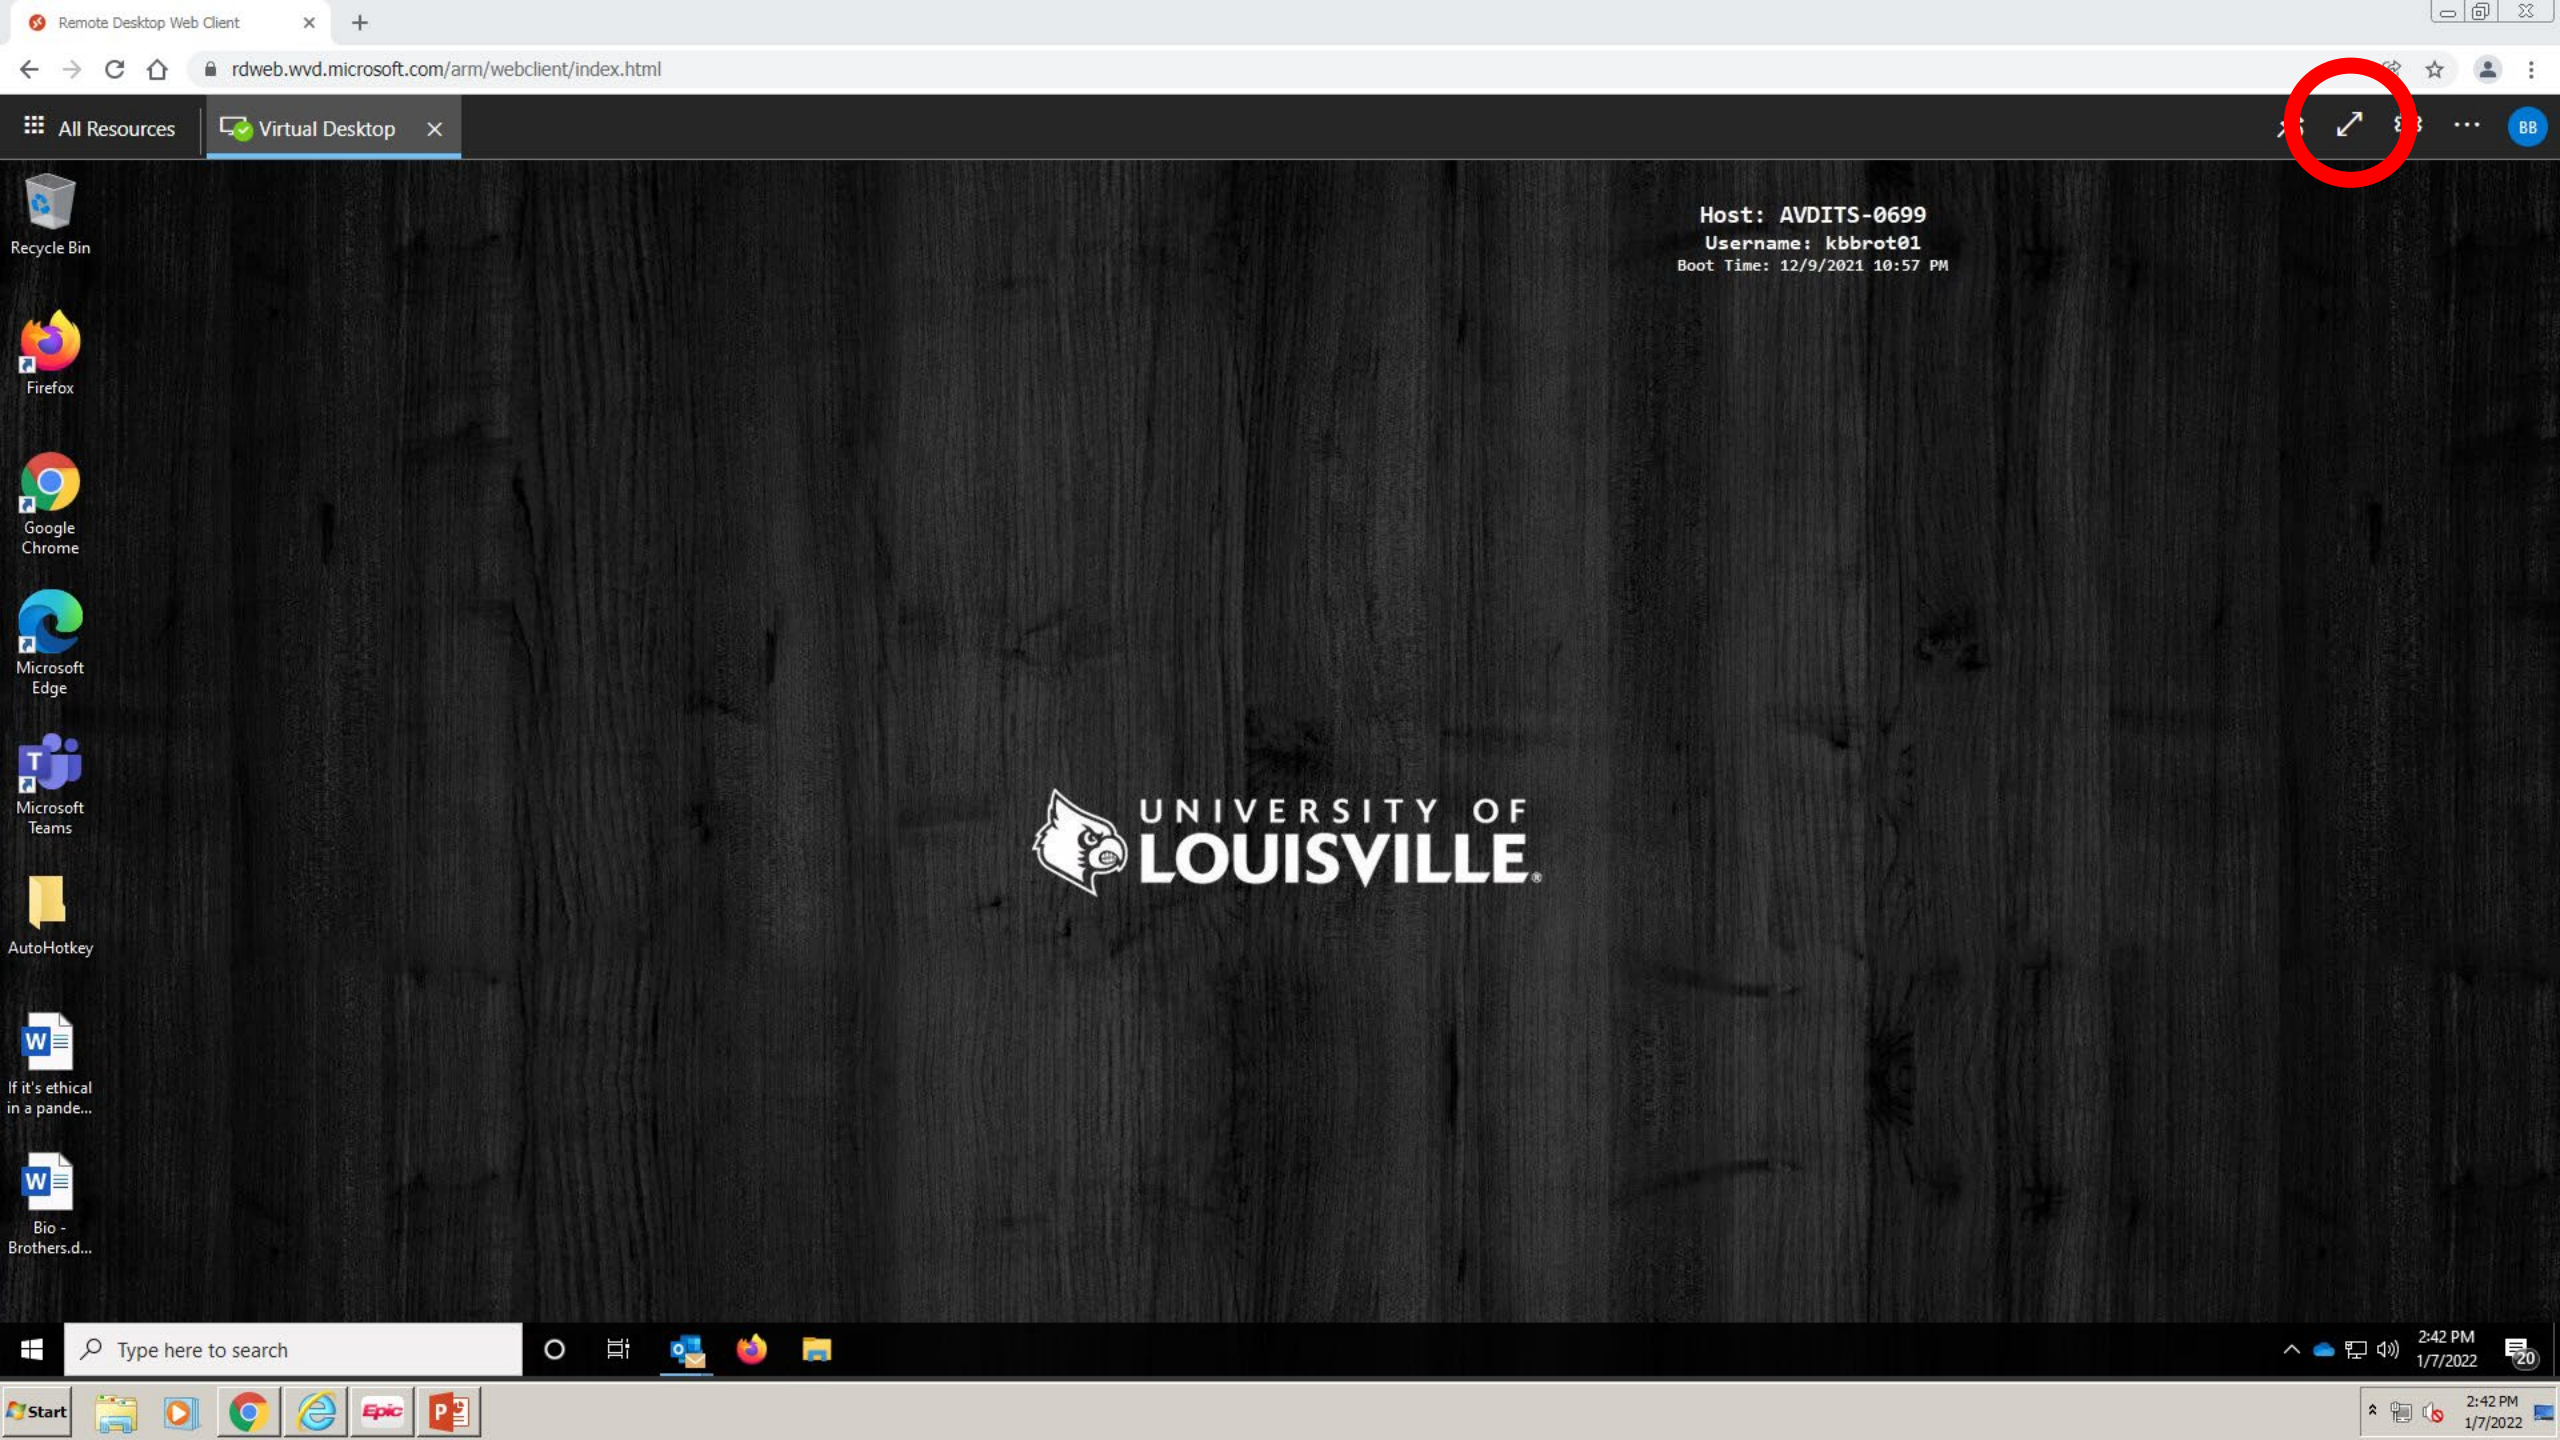 Remote Desktop Web Client
rdweb.wvd.microsoft.com/arm/webclient/index.html
All Resources
Virtual Desktop
BB
Host: AVDITS-0699
Username: kbbrot01
Boot Time: 12/9/2021 10:57 PM
Recycle Bin
Firefox
Google
Chrome
Microsoft
Edge
T
Microsoft
Teams
AutoHotkey
W
If it's ethical
in a pande...
W
Bio -
Brothers.d...
UNIVERSITY OF
LOUISVILLE®
Type here to search
2:42 PM
1/7/2022
20
Start
Epic
P
2:42 PM
1/7/2022